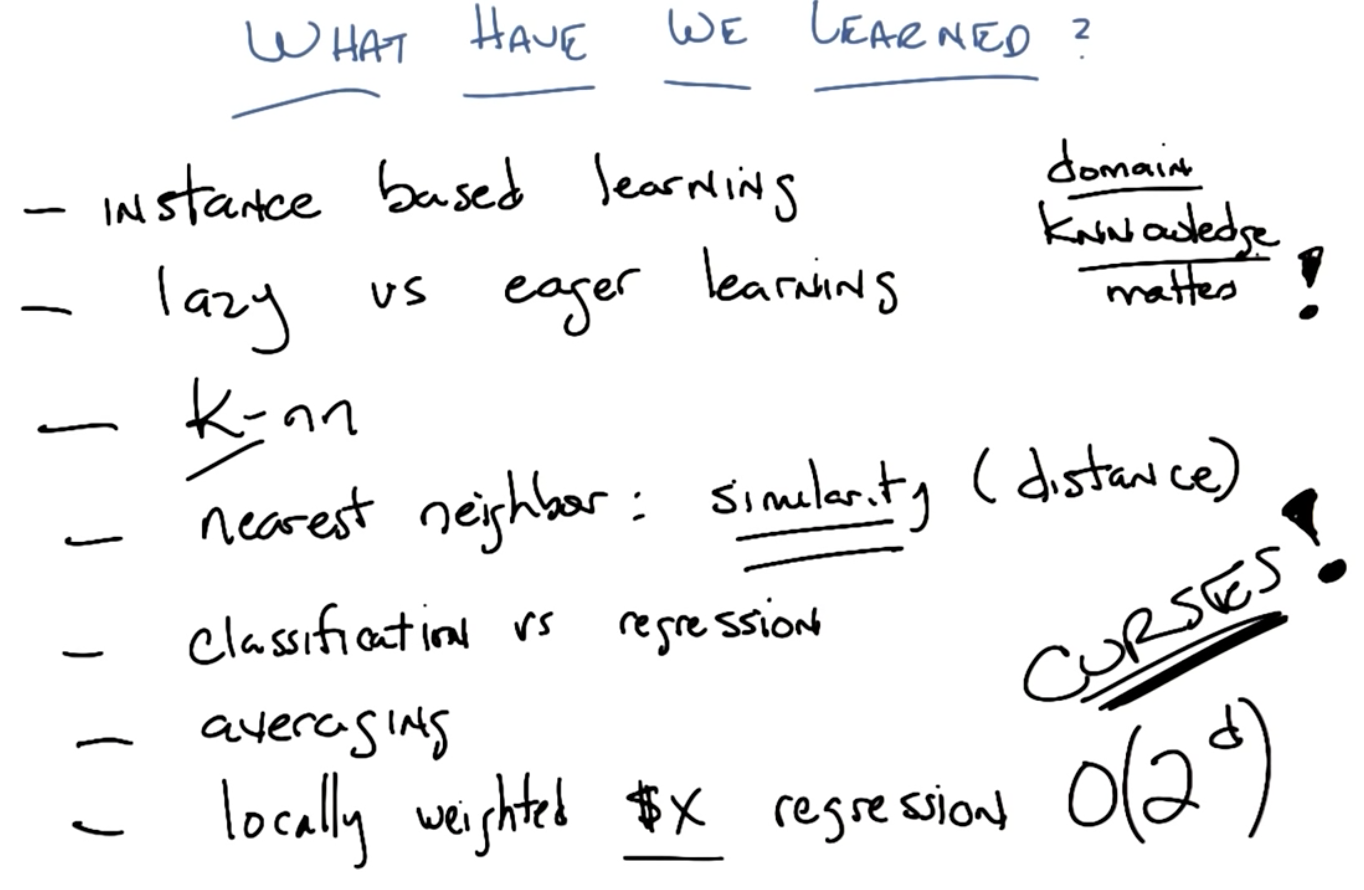 WHAT HAVE WE LEARNED?
- instance based learning
- lazy vs eager learning
- k-nn
- nearest neighbor: similarity (distance)
- classification vs regression
- averaging
- locally weighted $x regression
domain
knnowledge
matters!
CURSES!
O(2^d)